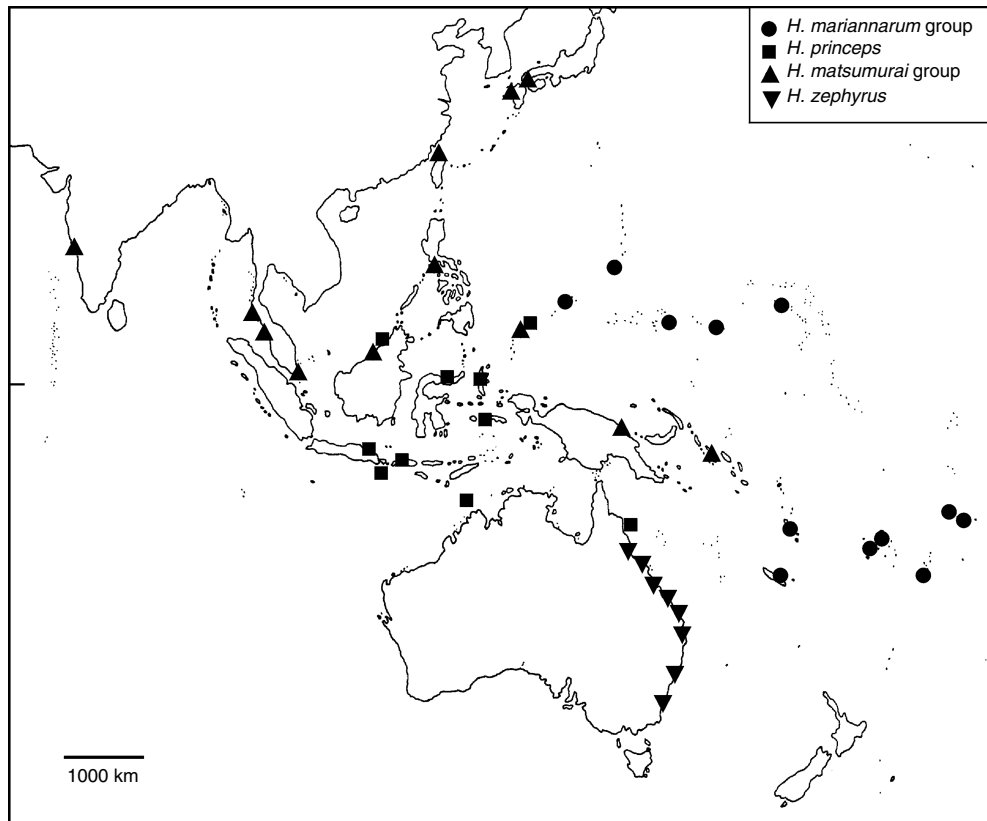 H. mariannarum group
H. princeps
H. matsumurai group
H. zephyrus
1000 km